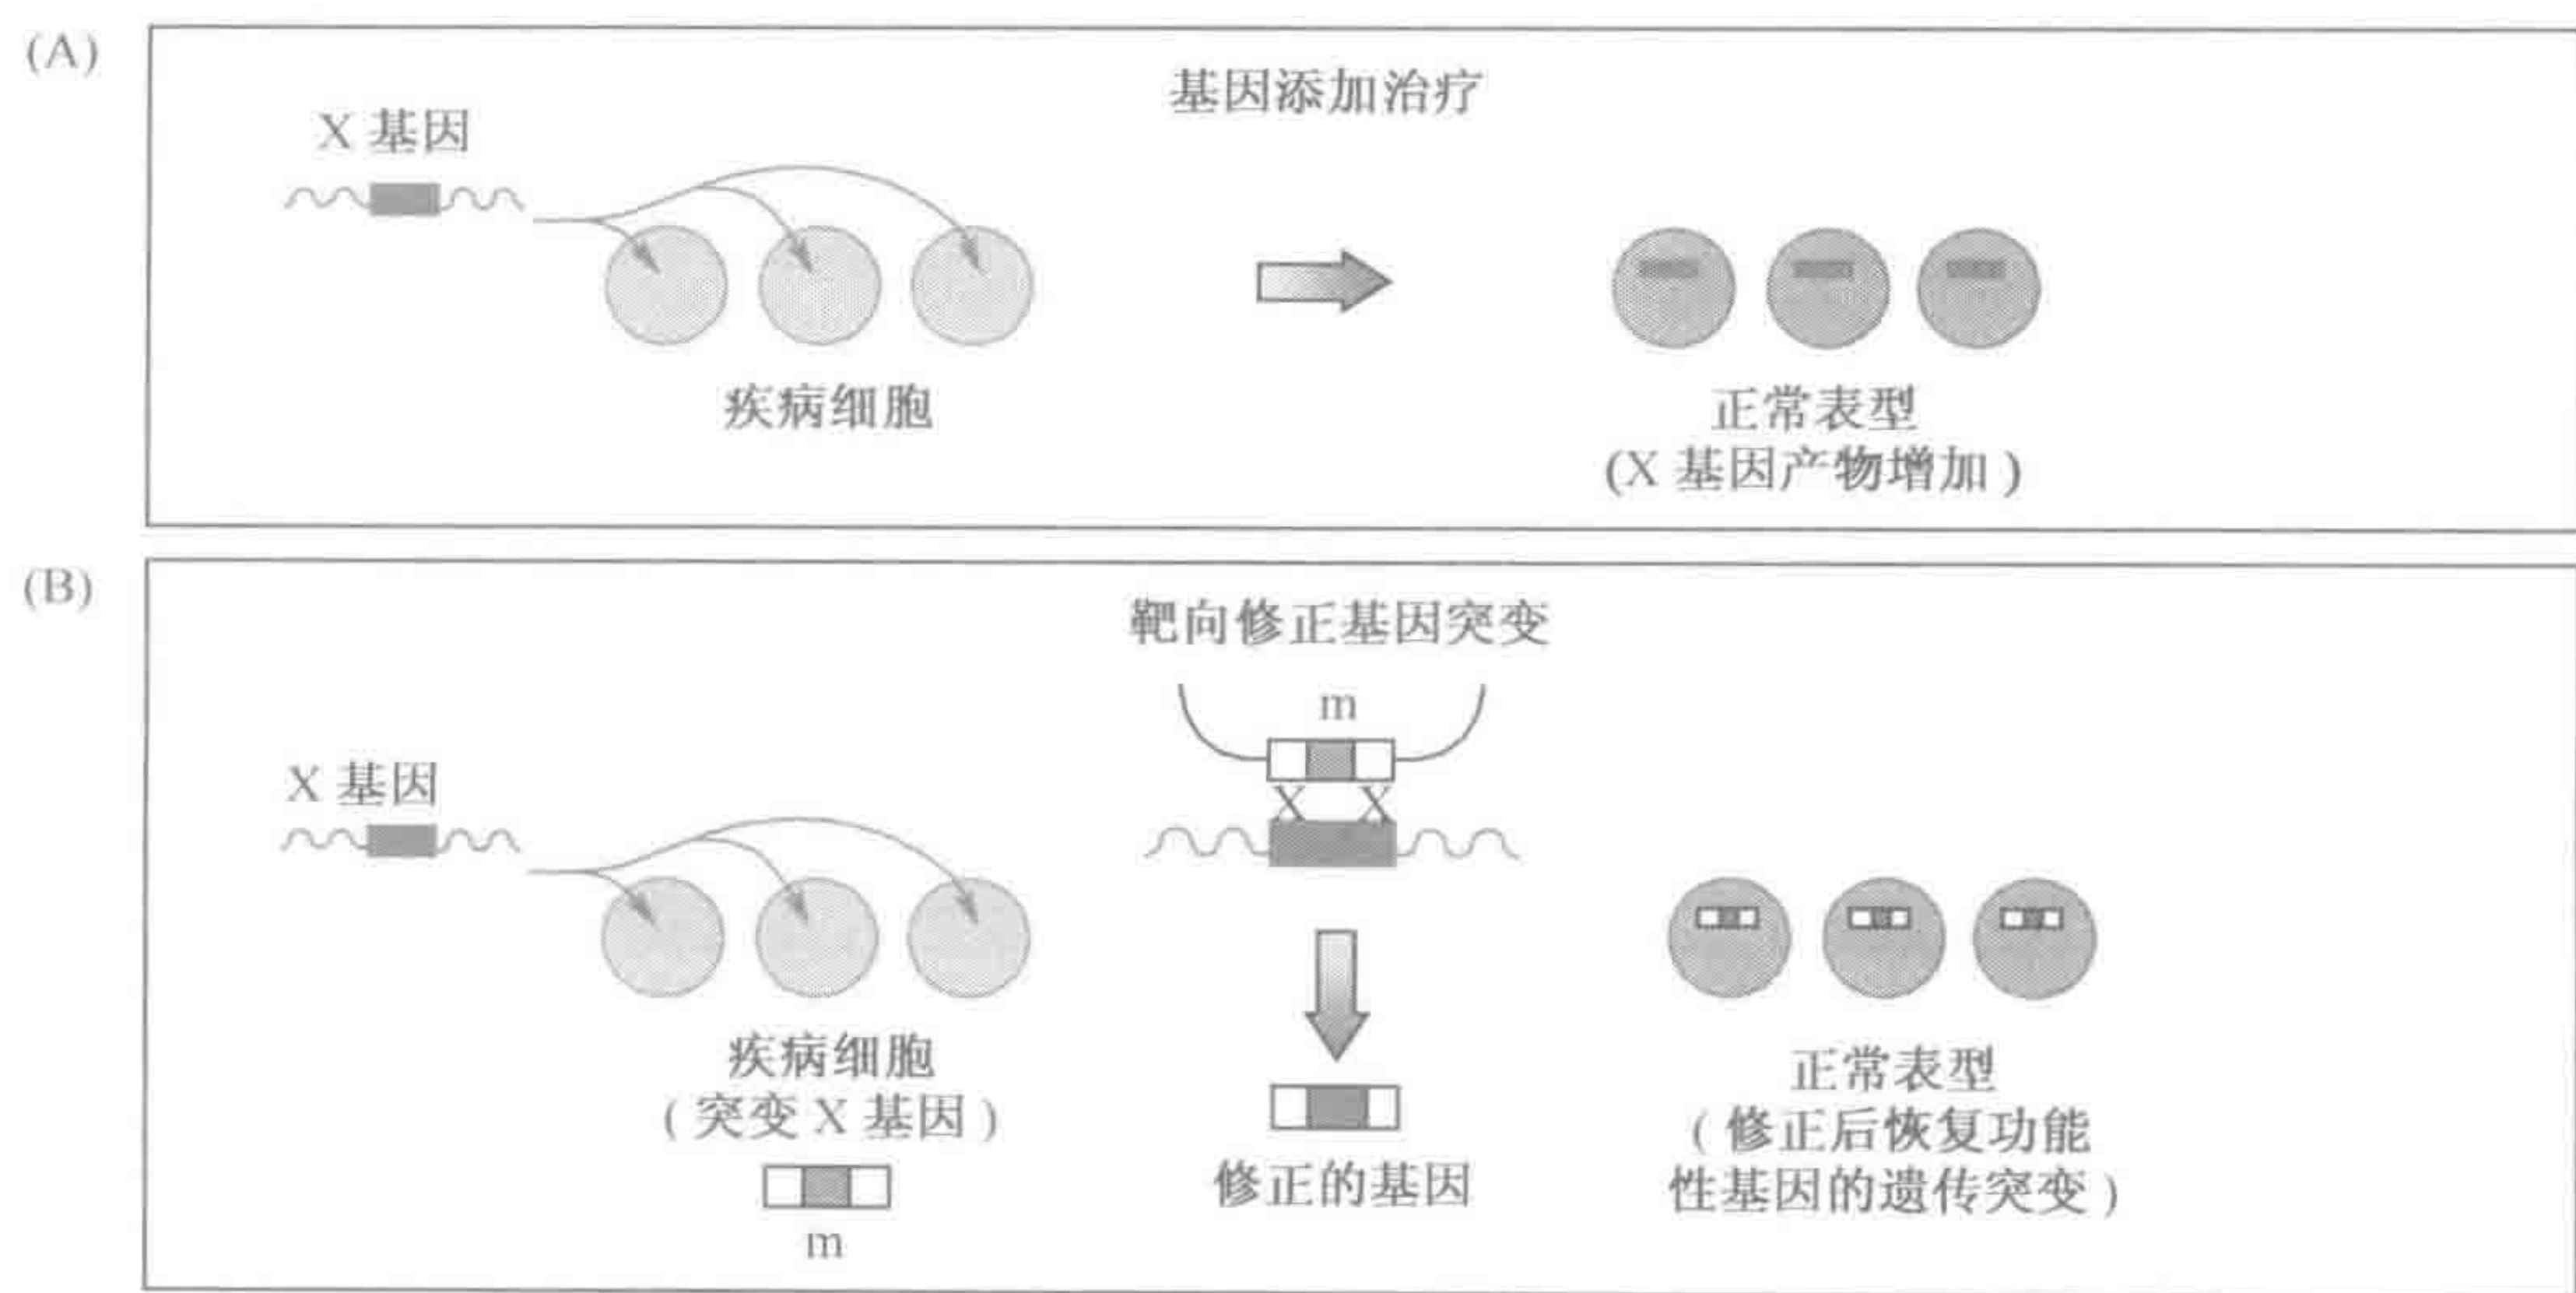 (A)
基因添加治疗
X 基因
疾病细胞
正常表型
(X 基因产物增加)
(B)
靶向修正基因突变
m
X 基因
X X
疾病细胞
(突变 X 基因)
m
修正的基因
正常表型
(修正后恢复功能
性基因的遗传突变)